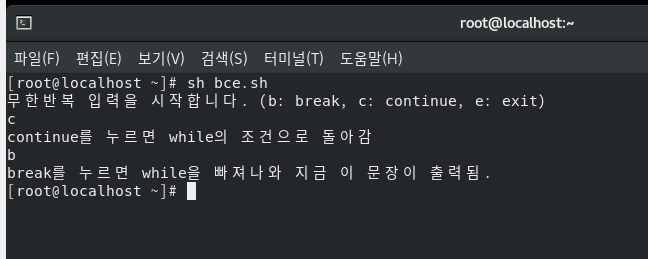 root@localhost:~
파일(F) 편집(E) 보기(V) 검색(S) 터미널(T) 도움말(H)
[root@localhost ~]# sh bce.sh
무한반복 입력을 시작합니다. (b: break, c: continue, e: exit)
c
continue를 누르면 while의 조건으로 돌아감
b
break를 누르면 while을 빠져나와 지금 이 문장이 출력됨.
[root@localhost ~]#